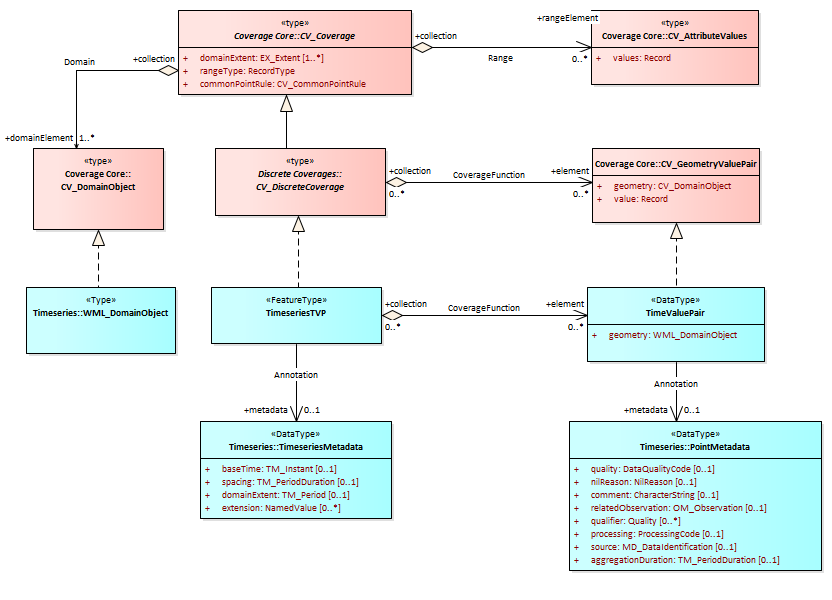 «type»
Coverage Core::CV_Coverage
+ domainExtent: EX_Extent [1..*]
+ rangeType: RecordType
+ commonPointRule: CV_CommonPointRule
+collection
+rangeElement
Range
0..*
«type»
Coverage Core::CV_AttributeValues
+ values: Record
Domain
+collection
+domainElement
1..*
«type»
Coverage Core::
CV_DomainObject
«type»
Discrete Coverages::
CV_DiscreteCoverage
+collection
0..*
CoverageFunction
+element
0..*
Coverage Core::CV_GeometryValuePair
+ geometry: CV_DomainObject
+ value: Record
«Type»
Timeseries::WML_DomainObject
«FeatureType»
TimeseriesTVP
+collection
0..*
CoverageFunction
+element
0..*
«DataType»
TimeValuePair
+ geometry: WML_DomainObject
Annotation
+metadata
0..1
Annotation
+metadata
0..1
«DataType»
Timeseries::TimeseriesMetadata
+ baseTime: TM_Instant [0..1]
+ spacing: TM_PeriodDuration [0..1]
+ domainExtent: TM_Period [0..1]
+ extension: NamedValue [0..*]
«DataType»
Timeseries::PointMetadata
+ quality: DataQualityCode [0..1]
+ nilReason: NilReason [0..1]
+ comment: CharacterString [0..1]
+ relatedObservation: OM_Observation [0..1]
+ qualifier: Quality [0..*]
+ processing: ProcessingCode [0..1]
+ source: MD_DataIdentification [0..1]
+ aggregationDuration: TM_PeriodDuration [0..1]